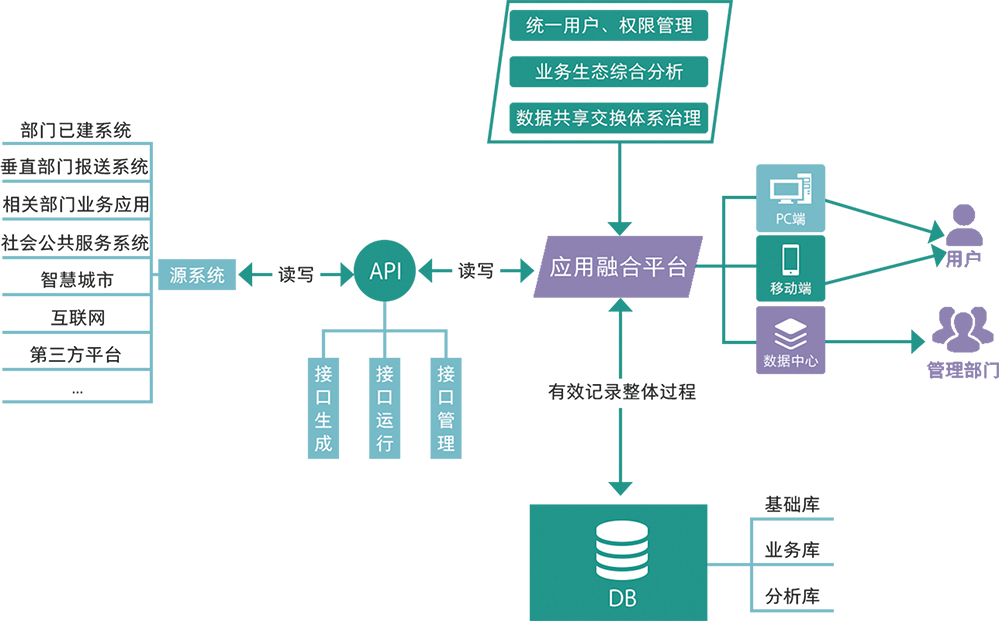 统一用户、权限管理
业务生态综合分析
数据共享交换体系治理
部门已建系统
垂直部门报送系统
相关部门业务应用
社会公共服务系统
智慧城市
互联网
第三方平台
...
源系统
读写
API
读写
应用融合平台
PC端
移动端
数据中心
用户
管理部门
接口生成
接口运行
接口管理
有效记录整体过程
DB
基础库
业务库
分析库